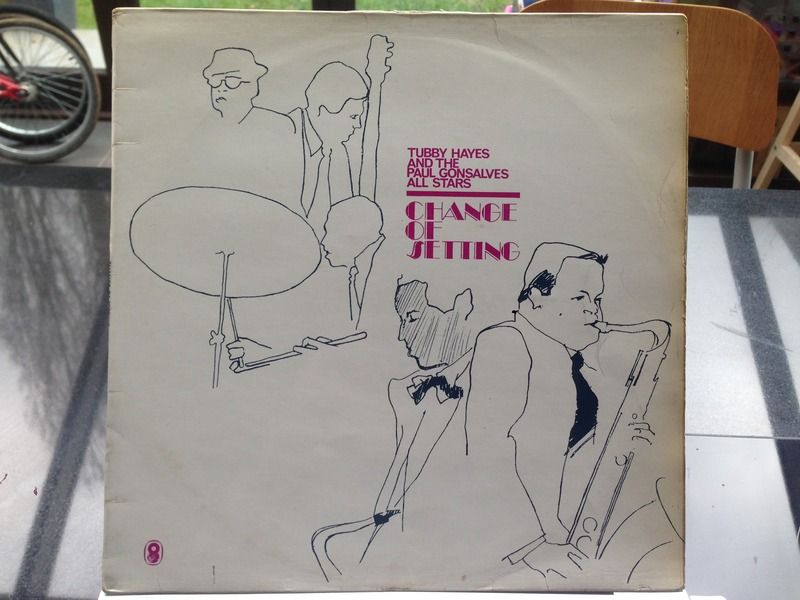 TUBBY HAYES
AND THE
PAUL GONSALVES
ALL STARS
CHANGE
OF
SETTING